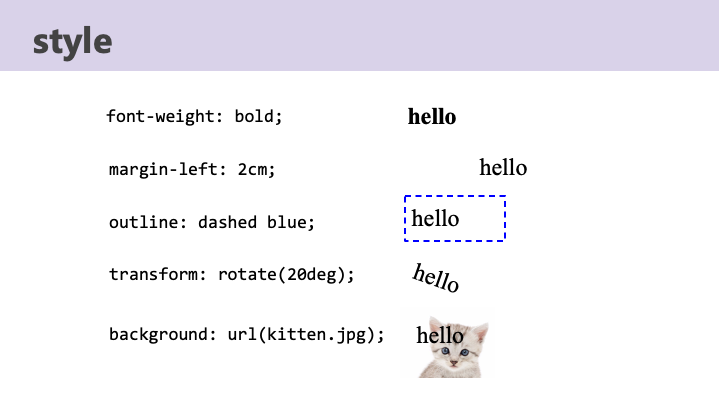 style
font-weight: bold; hello
margin-left: 2cm; hello
outline: dashed blue; hello
transform: rotate(20deg); hello
background: url(kitten.jpg); hello